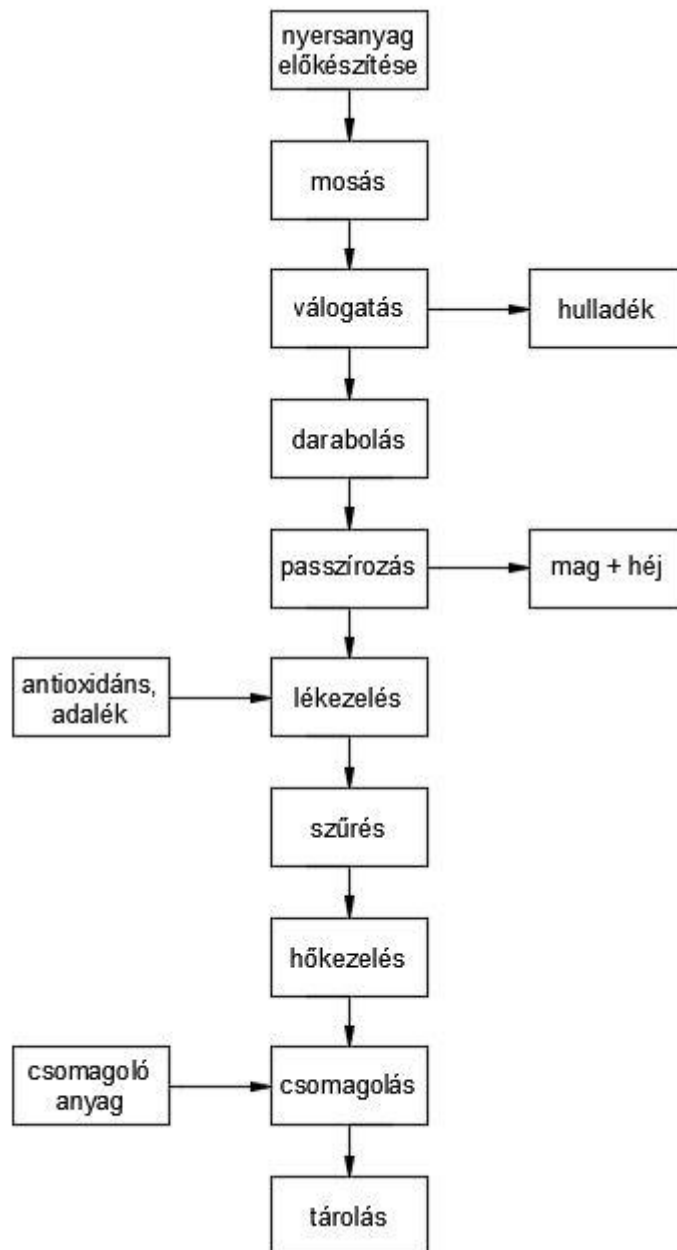 nyersanyag
előkészítése
mosás
válogatás
hulladék
darabolás
passzírozás
mag + héj
antioxidáns,
adalék
lékezelés
szűrés
hőkezelés
csomagoló
anyag
csomagolás
tárolás